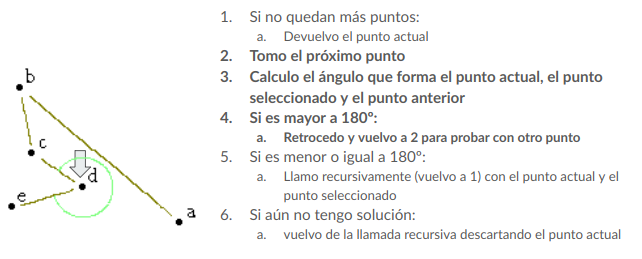 1. Si no quedan más puntos:
a. Devuelvo el punto actual
2. Tomo el próximo punto
3. Calculo el ángulo que forma el punto actual, el punto
seleccionado y el punto anterior
4. Si es mayor a 180º:
a. Retrocedo y vuelvo a 2 para probar con otro punto
5. Si es menor o igual a 180º:
a. Llamo recursivamente (vuelvo a 1) con el punto actual y el
punto seleccionado
6. Si aún no tengo solución:
a. vuelvo de la llamada recursiva descartando el punto actual
b
c
d
e
a